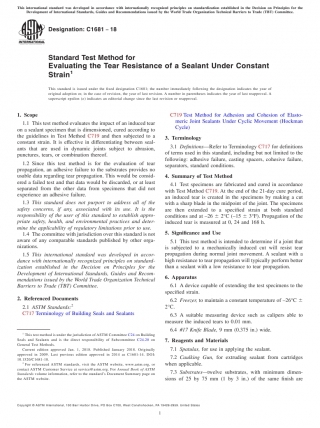 This international standard was developed in accordance with internationally recognized principles on standardization established in the Decision on Principles for the
Development of International Standards, Guides and Recommendations issued by the World Trade Organization Technical Barriers to Trade (TBT) Committee.
Designation: C1681 − 18
Standard Test Method for
Evaluating the Tear Resistance of a Sealant Under Constant
Strain1
This standard is issued under the fixed designation C1681; the number immediately following the designation indicates the year of
original adoption or, in the case of revision, the year of last revision. A number in parentheses indicates the year of last reapproval. A
superscript epsilon (ε) indicates an editorial change since the last revision or reapproval.
1. Scope
1.1 This test method evaluates the impact of an induced tear
on a sealant specimen that is dimensioned, cured according to
the guidelines in Test Method C719 and then subjected to a
constant strain. It is effective in differentiating between seal-
ants that are used in dynamic joints subject to abrasion,
punctures, tears, or combination thereof.
1.2 Since this test method is for the evaluation of tear
propagation, an adhesive failure to the substrates provides no
usable data regarding tear propagation. This would be consid-
ered a failed test and that data would be discarded, or at least
separated from the other data from specimens that did not
experience an adhesive failure.
1.3 This standard does not purport to address all of the
safety concerns, if any, associated with its use. It is the
responsibility of the user of this standard to establish appro-
priate safety, health, and environmental practices and deter-
mine the applicability of regulatory limitations prior to use.
1.4 The committee with jurisdiction over this standard is not
aware of any comparable standards published by other orga-
nizations.
1.5 This international standard was developed in accor-
dance with internationally recognized principles on standard-
ization established in the Decision on Principles for the
Development of International Standards, Guides and Recom-
mendations issued by the World Trade Organization Technical
Barriers to Trade (TBT) Committee.
2. Referenced Documents
2.1 ASTM Standards:2
C717 Terminology of Building Seals and Sealants
1 This test method is under the jurisdiction of ASTM Committee C24 on Building
Seals and Sealants and is the direct responsibility of Subcommittee C24.20 on
General Test Methods.
Current edition approved Jan. 1, 2018. Published January 2018. Originally
approved in 2009. Last previous edition approved in 2014 as C1681-14. DOI:
10.1520/C1681-18.
2 For referenced ASTM standards, visit the ASTM website, www.astm.org, or
contact ASTM Customer Service at service@astm.org. For Annual Book of ASTM
Standards volume information, refer to the standard's Document Summary page on
the ASTM website.
C719 Test Method for Adhesion and Cohesion of Elasto-
meric Joint Sealants Under Cyclic Movement (Hockman
Cycle)
3. Terminology
3.1 Definitions—Refer to Terminology C717 for definitions
of terms used in this standard, including but not limited to the
following: adhesive failure, casting spacers, cohesive failure,
separators, standard conditions.
4. Summary of Test Method
4.1 Test specimens are fabricated and cured in accordance
with Test Method C719. At the end of the 21-day cure period,
an induced tear is created in the specimens by making a cut
with a sharp blade in the midpoint of the joint. The specimens
are then extended to a specified strain at both standard
conditions and at −26 ± 2°C (–15 ± 3°F). Propagation of the
induced tear is measured at 0, 24 and 168 h.
5. Significance and Use
5.1 This test method is intended to determine if a joint that
is subjected to a mechanically induced cut will resist tear
propagation during normal joint movement. A sealant with a
high resistance to tear propagation will typically perform better
than a sealant with a low resistance to tear propagation.
6. Apparatus
6.1 A device capable of extending the test specimens to the
specified strain.
6.2 Freezer, to maintain a constant temperature of −26°C ±
2°C.
6.3 A suitable measuring device such as calipers able to
measure the induced tears to 0.01 mm.
6.4 #17 Knife Blade, 9 mm (0.375 in.) wide.
7. Reagents and Materials
7.1 Spatulas, for use in applying the sealant.
7.2 Caulking Gun, for extruding sealant from cartridges
when applicable.
7.3 Substrates—twelve substrates, with minimum dimen-
sions of 25 by 75 mm (1 by 3 in.) of the same finish are
Copyright © ASTM International, 100 Barr Harbor Drive, PO Box C700, West Conshohocken, PA 19428-2959. United States
1